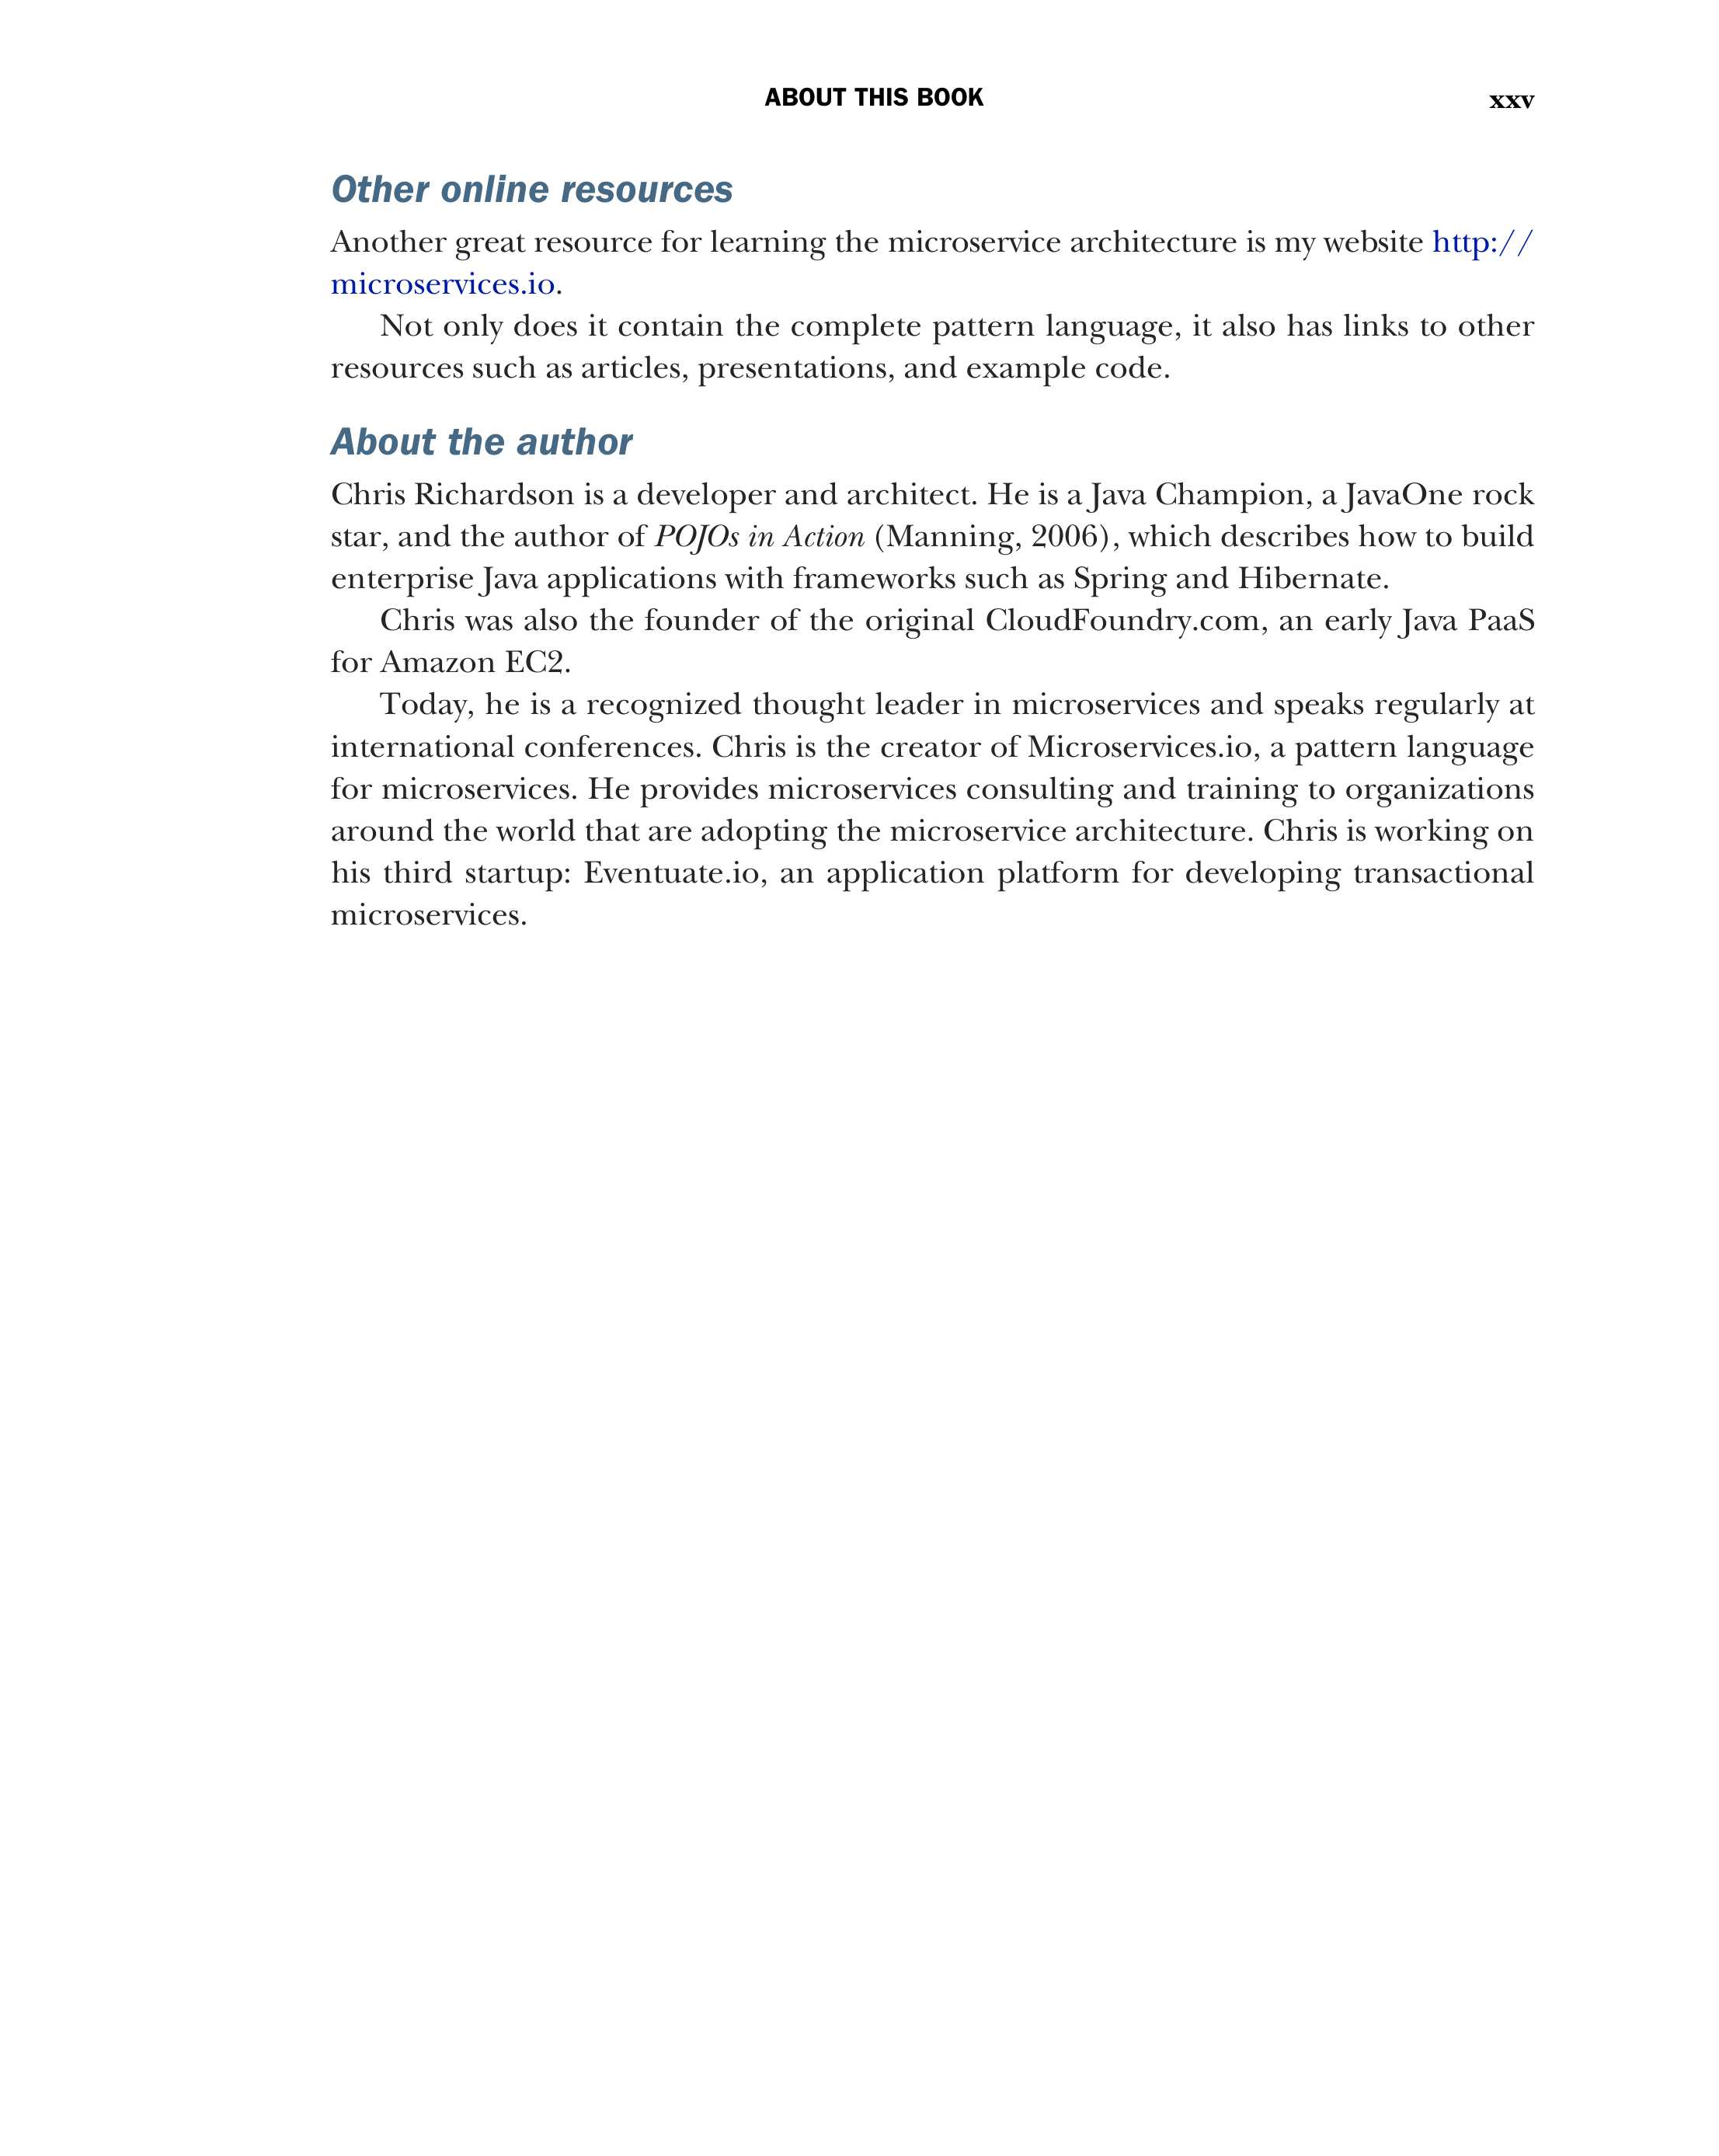 ABOUT THIS BOOK xxv
Other online resources
Another great resource for learning the microservice architecture is my website http://
microservices.io.
Not only does it contain the complete pattern language, it also has links to other
resources such as articles, presentations, and example code.
About the author
Chris Richardson is a developer and architect. He is a Java Champion, a JavaOne rock
star, and the author of POJOs in Action (Manning, 2006), which describes how to build
enterprise Java applications with frameworks such as Spring and Hibernate.
Chris was also the founder of the original CloudFoundry.com, an early Java PaaS
for Amazon EC2.
Today, he is a recognized thought leader in microservices and speaks regularly at
international conferences. Chris is the creator of Microservices.io, a pattern language
for microservices. He provides microservices consulting and training to organizations
around the world that are adopting the microservice architecture. Chris is working on
his third startup: Eventuate.io, an application platform for developing transactional
microservices.